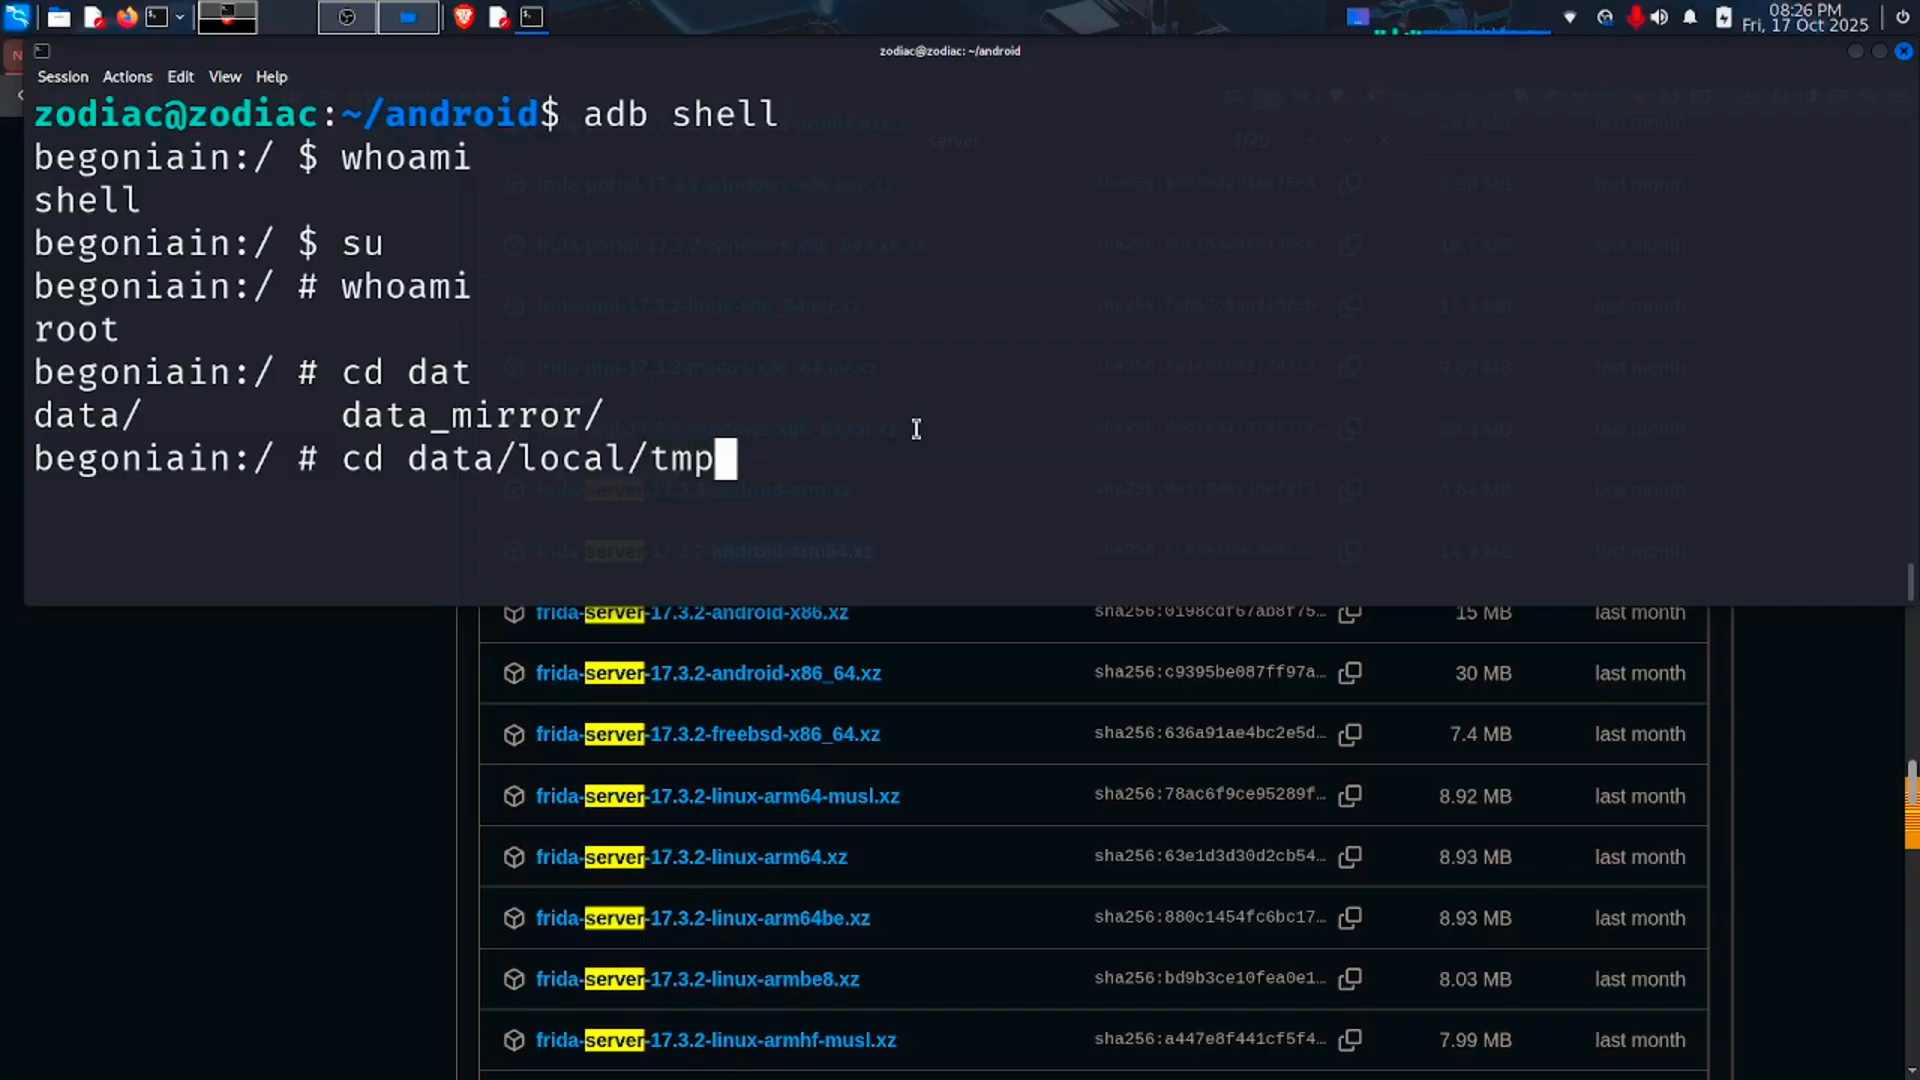 08:26 PM
Fri, 17 Oct 2025
zodiac@zodiac: ~/android
Session Actions Edit View Help
zodiac@zodiac:~/android$ adb shell
begoniain:/ $ whoami
shell
begoniain:/ $ su
begoniain:/ # whoami
root
begoniain:/ # cd dat
data/ data_mirror/
begoniain:/ # cd data/local/tmp
frida-server-17.3.2-android-x86.xz sha256:0198cdf67ab8f75… 15 MB last month
frida-server-17.3.2-android-x86_64.xz sha256:c9395be087ff97a… 30 MB last month
frida-server-17.3.2-freebsd-x86_64.xz sha256:636a91ae4bc2e5d… 7.4 MB last month
frida-server-17.3.2-linux-arm64-musl.xz sha256:78ac6f9ce95289f… 8.92 MB last month
frida-server-17.3.2-linux-arm64.xz sha256:63e1d3d30d2cb54… 8.93 MB last month
frida-server-17.3.2-linux-arm64be.xz sha256:880c1454fc6bc17… 8.93 MB last month
frida-server-17.3.2-linux-armbe8.xz sha256:bd9b3ce10fea0e1… 8.03 MB last month
frida-server-17.3.2-linux-armhf-musl.xz sha256:a447e8f441cf5f4… 7.99 MB last month